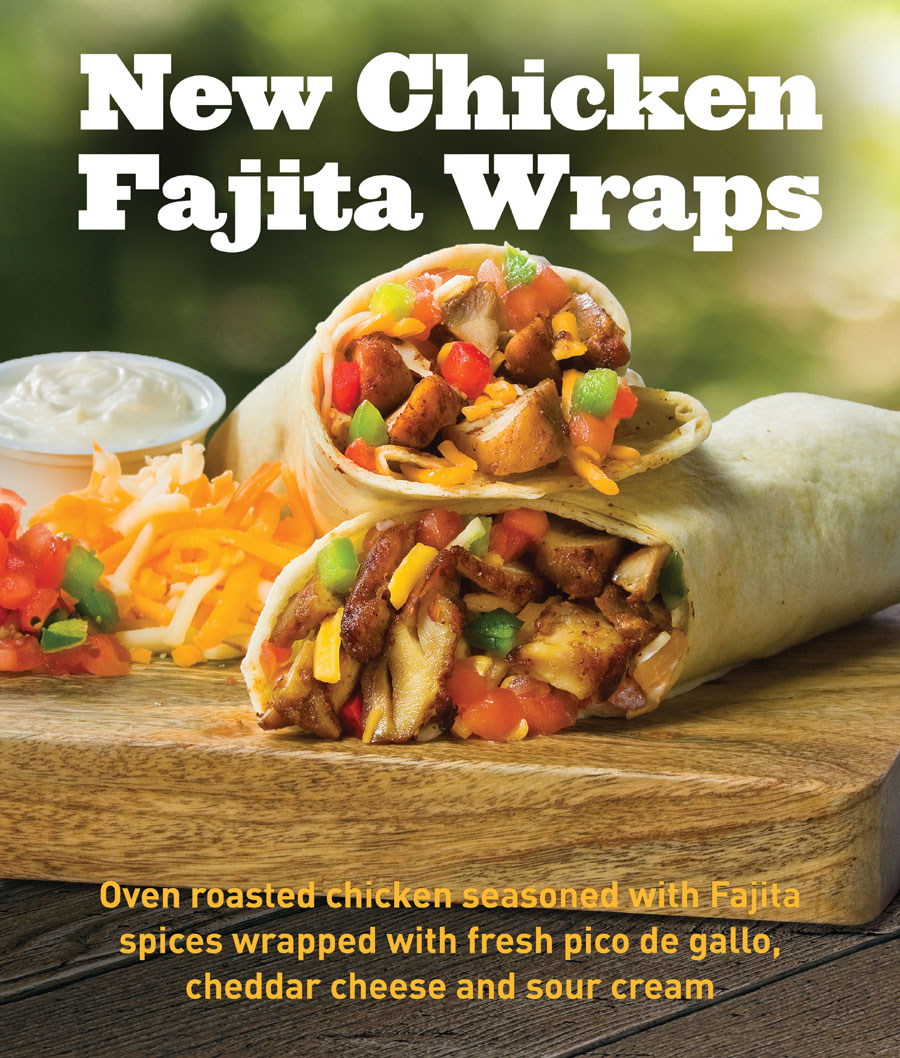 New Chicken
Fajita Wraps
Oven roasted chicken seasoned with Fajita
spices wrapped with fresh pico de gallo,
cheddar cheese and sour cream